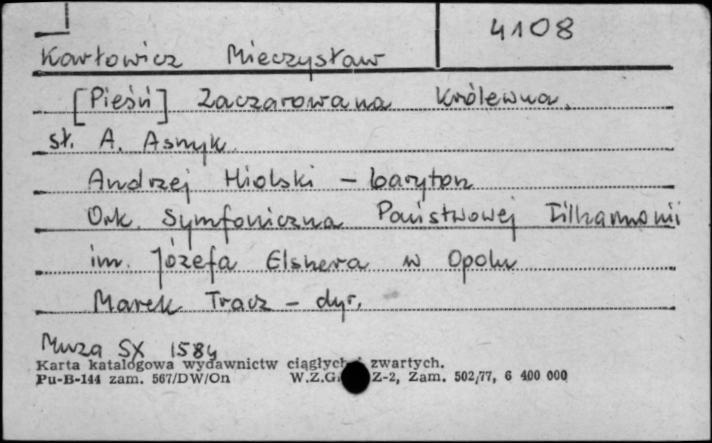 4108
Karłowicz Mieczysław
[Pieśń] Zaczarowana Królewna.
sł. A. Asnyk
Andrzej Hiolski - baryton
Ork. Symfoniczna Państwowej Filharmonii
im. Józefa Elsnera w Opolu
Marek Tracz - dyr.
Muza SX 1584
Karta katalogowa wydawnictw ciągłych zwartych.
Pu-B-144 zam. 567/DW/On W.Z.G. Z-2, Zam. 502/77, 6 400 000